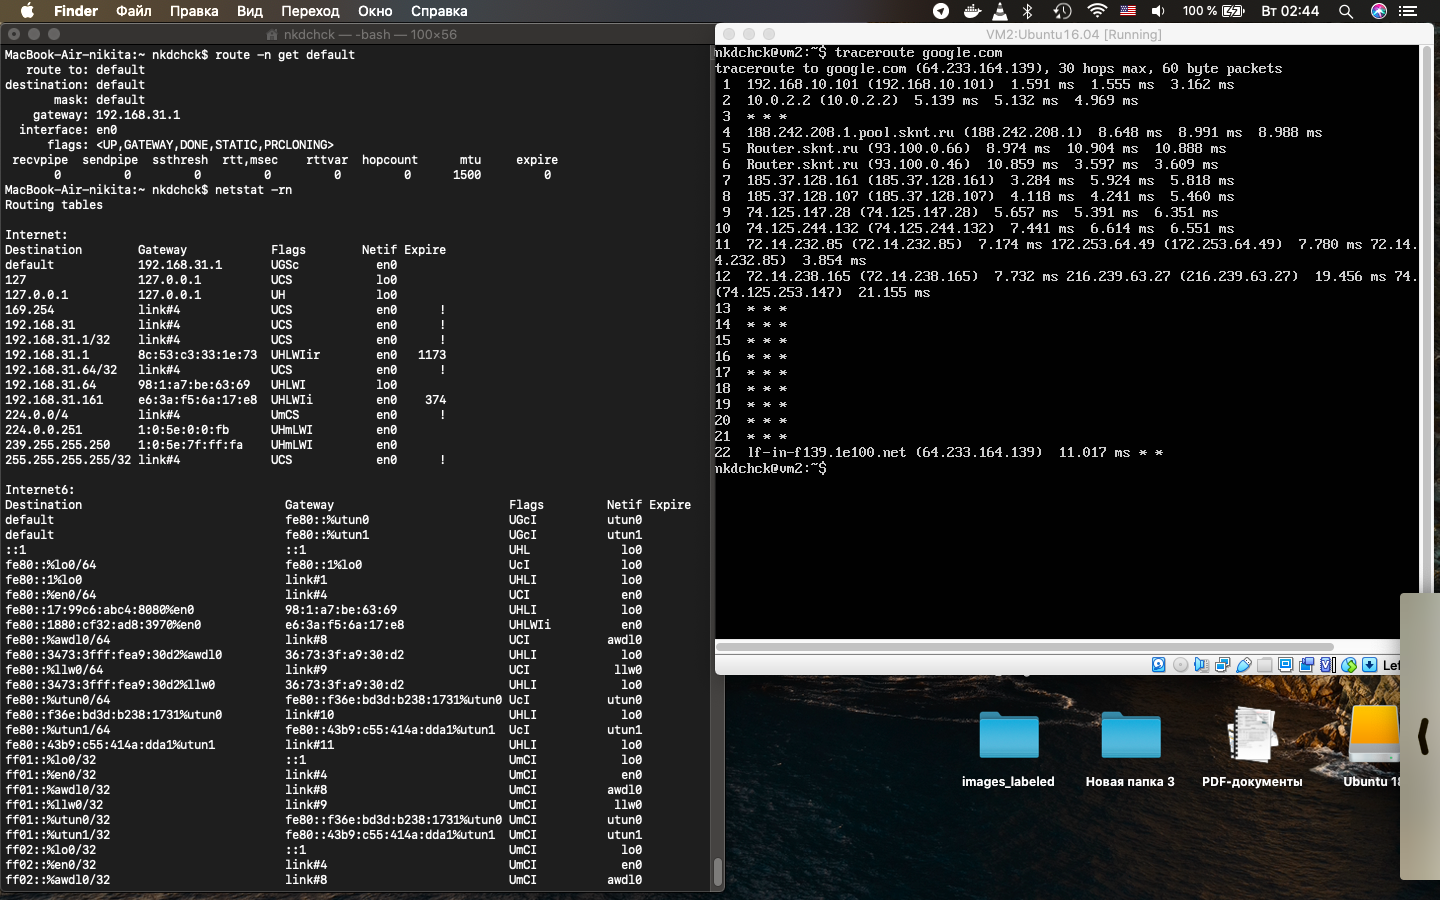 Finder Файл Правка Вид Переход Окно Справка 100 % Вт 02:44
nkdchck — -bash — 100×56
MacBook-Air-nikita:~ nkdchck$ route -n get default
route to: default
destination: default
mask: default
gateway: 192.168.31.1
interface: en0
flags: <UP,GATEWAY,DONE,STATIC,PRCLONING>
recvpipe sendpipe ssthresh rtt,msec rttvar hopcount mtu expire
0 0 0 0 0 0 1500 0
MacBook-Air-nikita:~ nkdchck$ netstat -rn
Routing tables
Internet:
Destination Gateway Flags Netif Expire
default 192.168.31.1 UGSc en0
127 127.0.0.1 UCS lo0
127.0.0.1 127.0.0.1 UH lo0
169.254 link#4 UCS en0 !
192.168.31 link#4 UCS en0 !
192.168.31.1/32 link#4 UCS en0 !
192.168.31.1 8c:53:c3:33:1e:73 UHLWIir en0 1173
192.168.31.64/32 link#4 UCS en0 !
192.168.31.64 98:1:a7:be:63:69 UHLWI lo0
192.168.31.161 e6:3a:f5:6a:17:e8 UHLWIi en0 374
224.0.0/4 link#4 UmCS en0 !
224.0.0.251 1:0:5e:0:0:fb UHmLWI en0
239.255.255.250 1:0:5e:7f:ff:fa UHmLWI en0
255.255.255.255/32 link#4 UCS en0 !
Internet6:
Destination Gateway Flags Netif Expire
default fe80::%utun0 UGcI utun0
default fe80::%utun1 UGcI utun1
::1 ::1 UHL lo0
fe80::%lo0/64 fe80::1%lo0 UcI lo0
fe80::1%lo0 link#1 UHLI lo0
fe80::%en0/64 link#4 UCI en0
fe80::17:99c6:abc4:8080%en0 98:1:a7:be:63:69 UHLI lo0
fe80::1880:cf32:ad8:3970%en0 e6:3a:f5:6a:17:e8 UHLWIi en0
fe80::%awdl0/64 link#8 UCI awdl0
fe80::3473:3fff:fea9:30d2%awdl0 36:73:3f:a9:30:d2 UHLI lo0
fe80::%llw0/64 link#9 UCI llw0
fe80::3473:3fff:fea9:30d2%llw0 36:73:3f:a9:30:d2 UHLI lo0
fe80::%utun0/64 fe80::f36e:bd3d:b238:1731%utun0 UcI utun0
fe80::f36e:bd3d:b238:1731%utun0 link#10 UHLI lo0
fe80::%utun1/64 fe80::43b9:c55:414a:dda1%utun1 UcI utun1
fe80::43b9:c55:414a:dda1%utun1 link#11 UHLI lo0
ff01::%lo0/32 ::1 UmCI lo0
ff01::%en0/32 link#4 UmCI en0
ff01::%awdl0/32 link#8 UmCI awdl0
ff01::%llw0/32 link#9 UmCI llw0
ff01::%utun0/32 fe80::f36e:bd3d:b238:1731%utun0 UmCI utun0
ff01::%utun1/32 fe80::43b9:c55:414a:dda1%utun1 UmCI utun1
ff02::%lo0/32 ::1 UmCI lo0
ff02::%en0/32 link#4 UmCI en0
ff02::%awdl0/32 link#8 UmCI awdl0
VM2:Ubuntu16.04 [Running]
nkdchck@vm2:~$ traceroute google.com
traceroute to google.com (64.233.164.139), 30 hops max, 60 byte packets
1 192.168.10.101 (192.168.10.101) 1.591 ms 1.555 ms 3.162 ms
2 10.0.2.2 (10.0.2.2) 5.139 ms 5.132 ms 4.969 ms
3 * * *
4 188.242.208.1.pool.sknt.ru (188.242.208.1) 8.648 ms 8.991 ms 8.988 ms
5 Router.sknt.ru (93.100.0.66) 8.974 ms 10.904 ms 10.888 ms
6 Router.sknt.ru (93.100.0.46) 10.859 ms 3.597 ms 3.609 ms
7 185.37.128.161 (185.37.128.161) 3.284 ms 5.924 ms 5.818 ms
8 185.37.128.107 (185.37.128.107) 4.118 ms 4.241 ms 5.460 ms
9 74.125.147.28 (74.125.147.28) 5.657 ms 5.391 ms 6.351 ms
10 74.125.244.132 (74.125.244.132) 7.441 ms 6.614 ms 6.551 ms
11 72.14.232.85 (72.14.232.85) 7.174 ms 172.253.64.49 (172.253.64.49) 7.780 ms 72.14.
4.232.85) 3.854 ms
12 72.14.238.165 (72.14.238.165) 7.732 ms 216.239.63.27 (216.239.63.27) 19.456 ms 74.
(74.125.253.147) 21.155 ms
13 * * *
14 * * *
15 * * *
16 * * *
17 * * *
18 * * *
19 * * *
20 * * *
21 * * *
22 lf-in-f139.1e100.net (64.233.164.139) 11.017 ms * *
nkdchck@vm2:~$
Lef
images_labeled Новая папка 3 PDF-документы Ubuntu 18